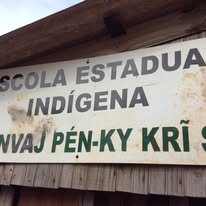 SCOLA ESTADUA
INDÍGENA
NVAJ PÉN-KY KRĨ S